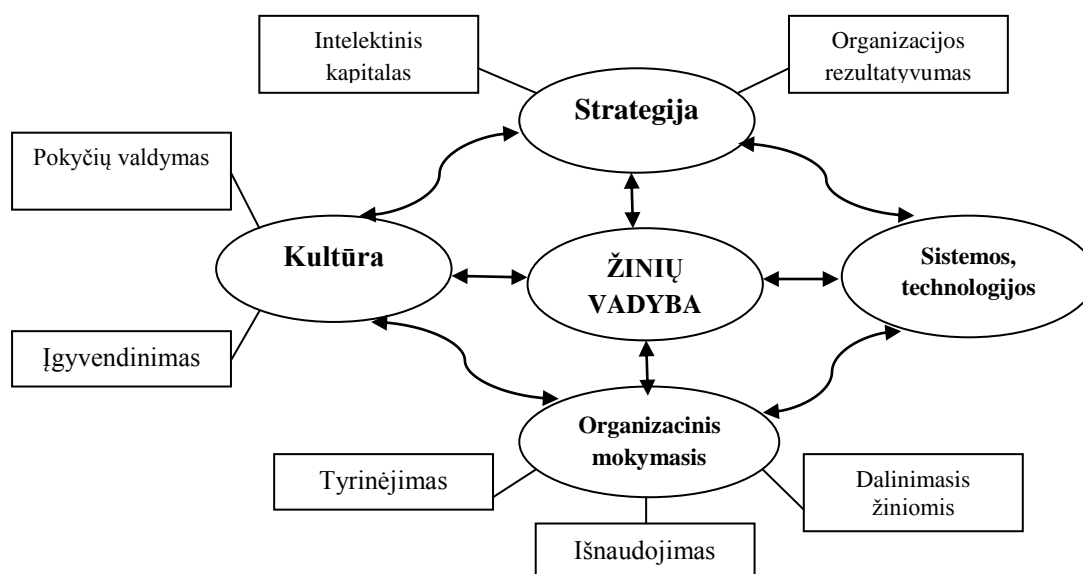 Intelektinis
kapitalas
Organizacijos
rezultatyvumas
Strategija
Pokyčių valdymas
Kultūra
ŽINIŲ
VADYBA
Sistemos,
technologijos
Įgyvendinimas
Organizacinis
mokymasis
Tyrinėjimas
Dalinimasis
žiniomis
Išnaudojimas